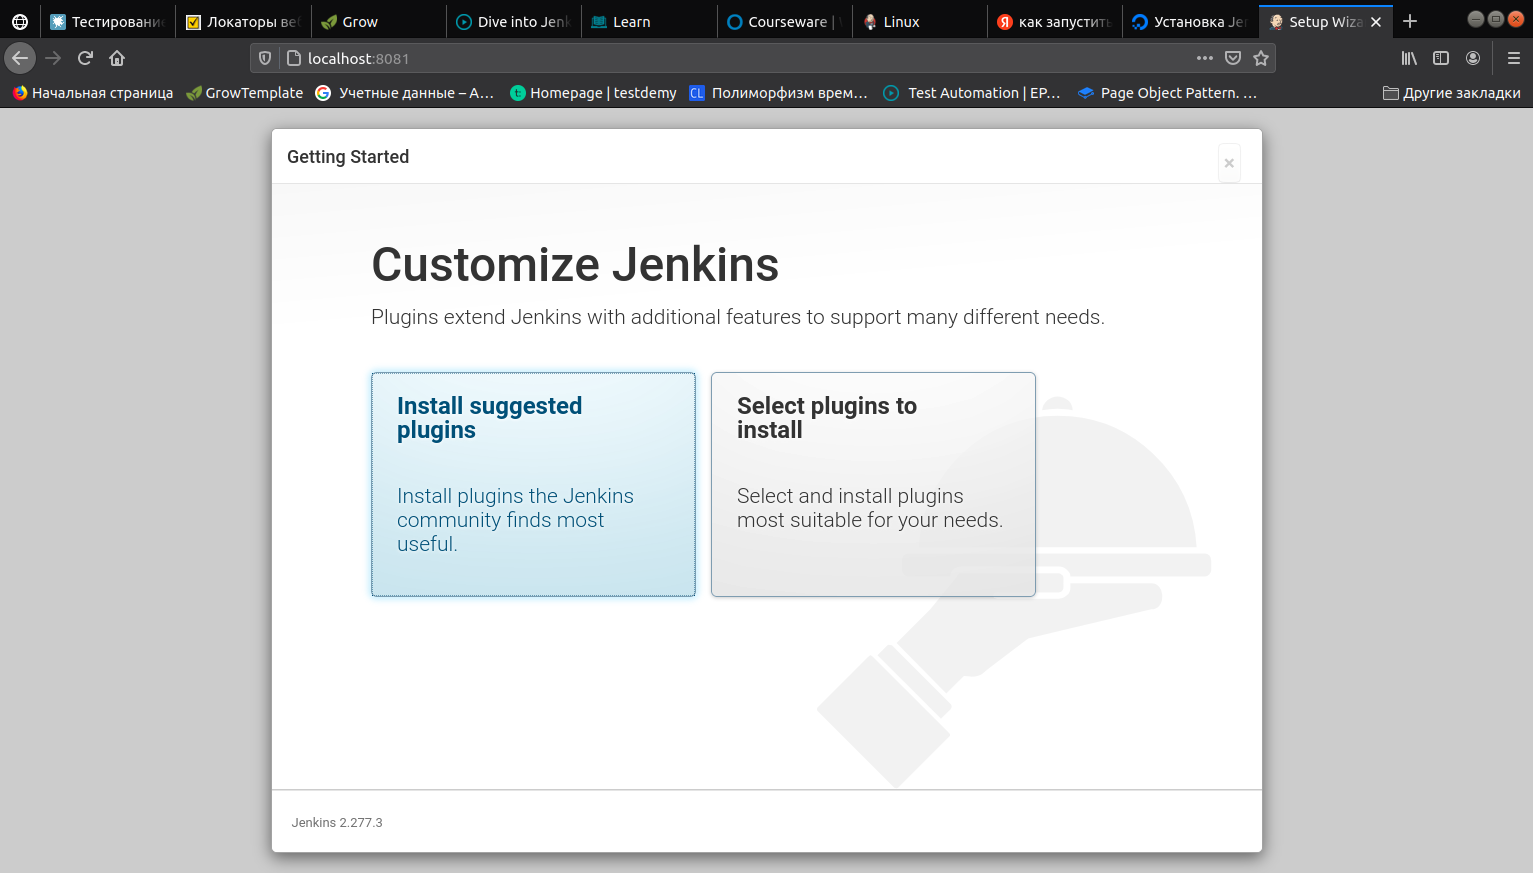 Тестировани
Локаторы ве
Grow
Dive into Jenk
Learn
Courseware |
Linux
как запустить
Установка Jen
Setup Wiza
localhost:8081
Начальная страница
GrowTemplate
Учетные данные – А...
Homepage | testdemy
CL
Полиморфизм врем...
Test Automation | EP...
Page Object Pattern. ...
Другие закладки
Getting Started
×
Customize Jenkins
Plugins extend Jenkins with additional features to support many different needs.
Install suggested
plugins
Install plugins the Jenkins
community finds most
useful.
Select plugins to
install
Select and install plugins
most suitable for your needs.
Jenkins 2.277.3